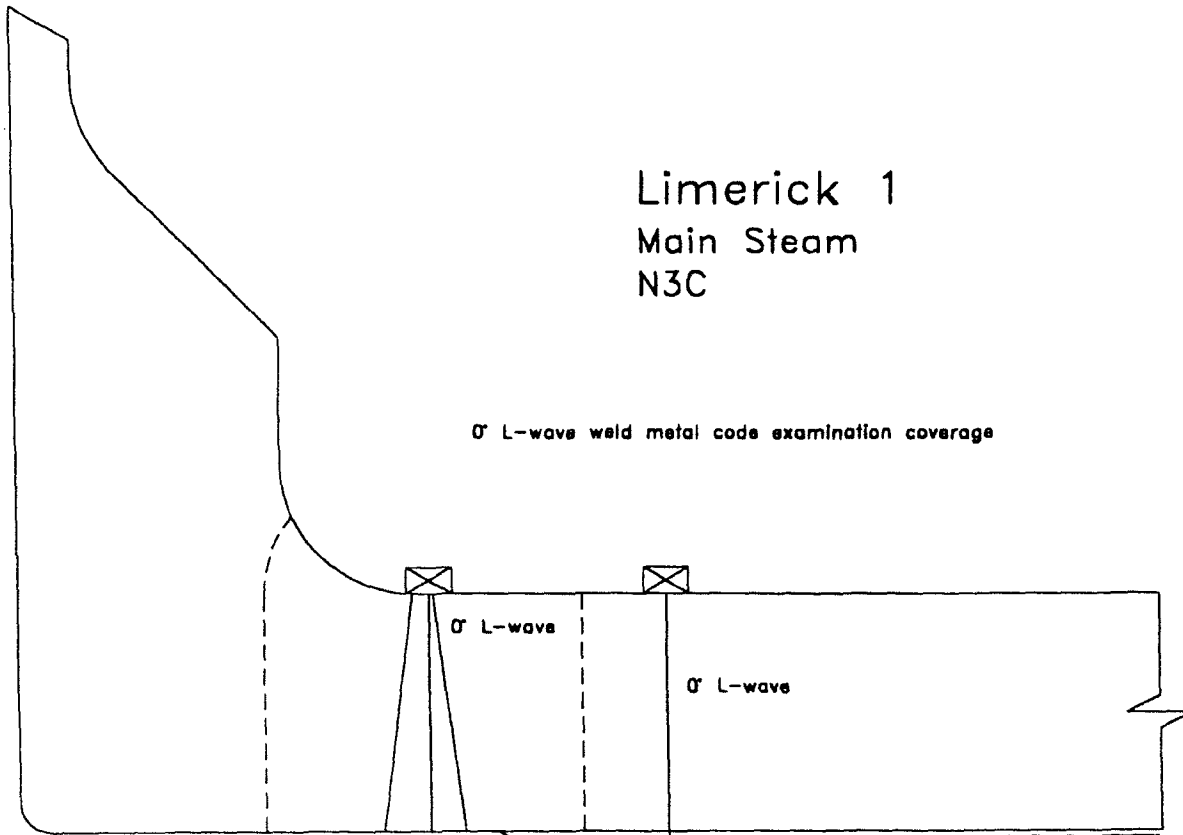 Limerick 1
Main Steam
N3C
0° L-wave weld metal code examination coverage
0° L-wave
0° L-wave